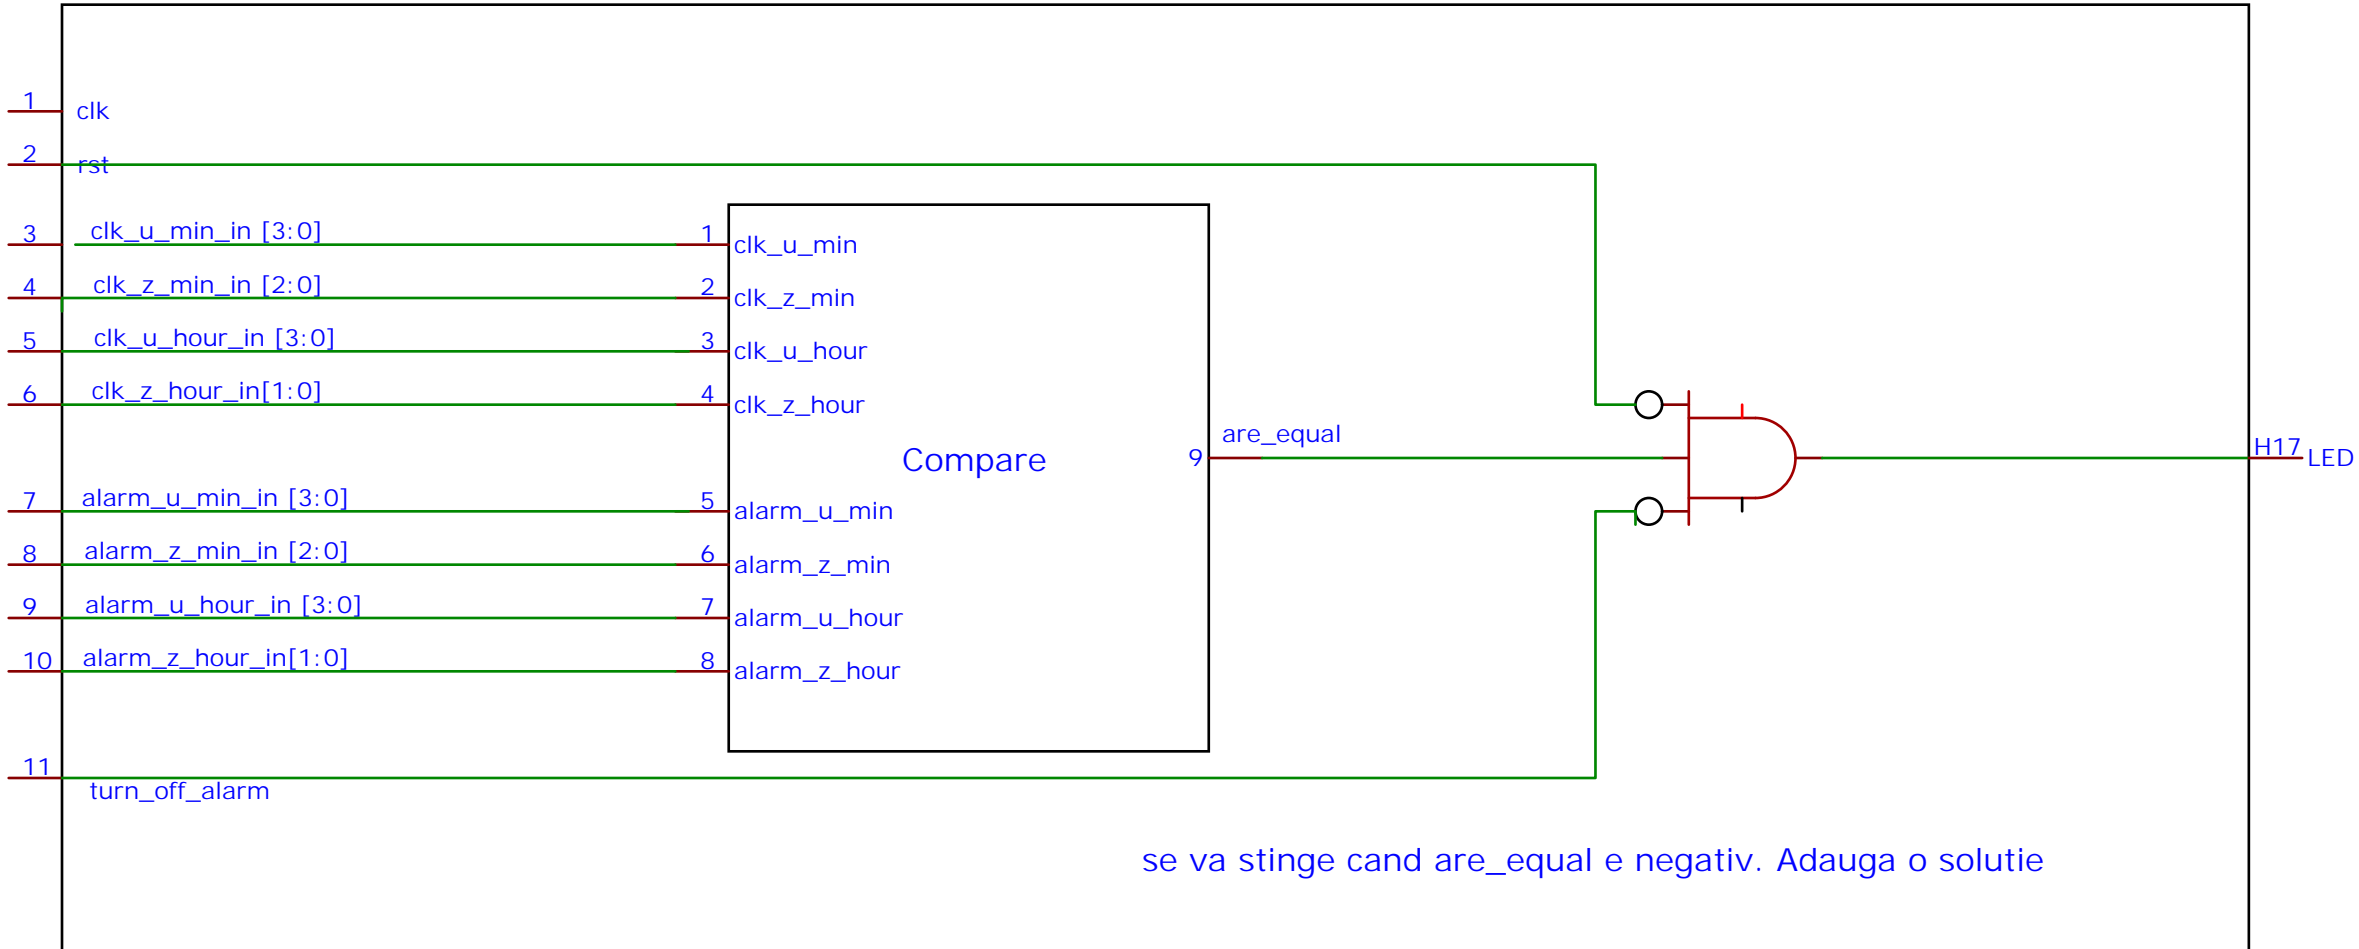 1 clk
2 rst
3 clk_u_min_in [3:0] 1 clk_u_min
4 clk_z_min_in [2:0] 2 clk_z_min
5 clk_u_hour_in [3:0] 3 clk_u_hour
6 clk_z_hour_in[1:0] 4 clk_z_hour
are_equal
Compare 9 H17 LED
7 alarm_u_min_in [3:0] 5 alarm_u_min
8 alarm_z_min_in [2:0] 6 alarm_z_min
9 alarm_u_hour_in [3:0] 7 alarm_u_hour
10 alarm_z_hour_in[1:0] 8 alarm_z_hour
11 turn_off_alarm
se va stinge cand are_equal e negativ. Adauga o solutie